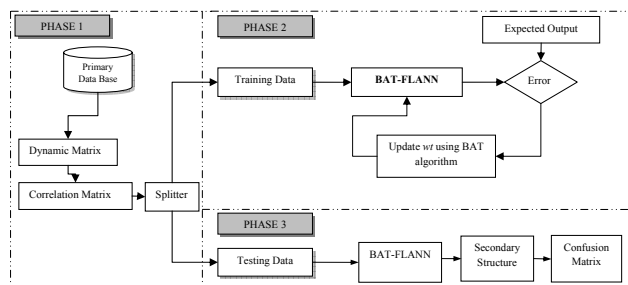 PHASE 1
Primary
Data Base
Dynamic Matrix
Correlation Matrix
Splitter
PHASE 2
Expected Output
Training Data
BAT-FLANN
Error
Update wt using BAT
algorithm
PHASE 3
Testing Data
BAT-FLANN
Secondary
Structure
Confusion
Matrix